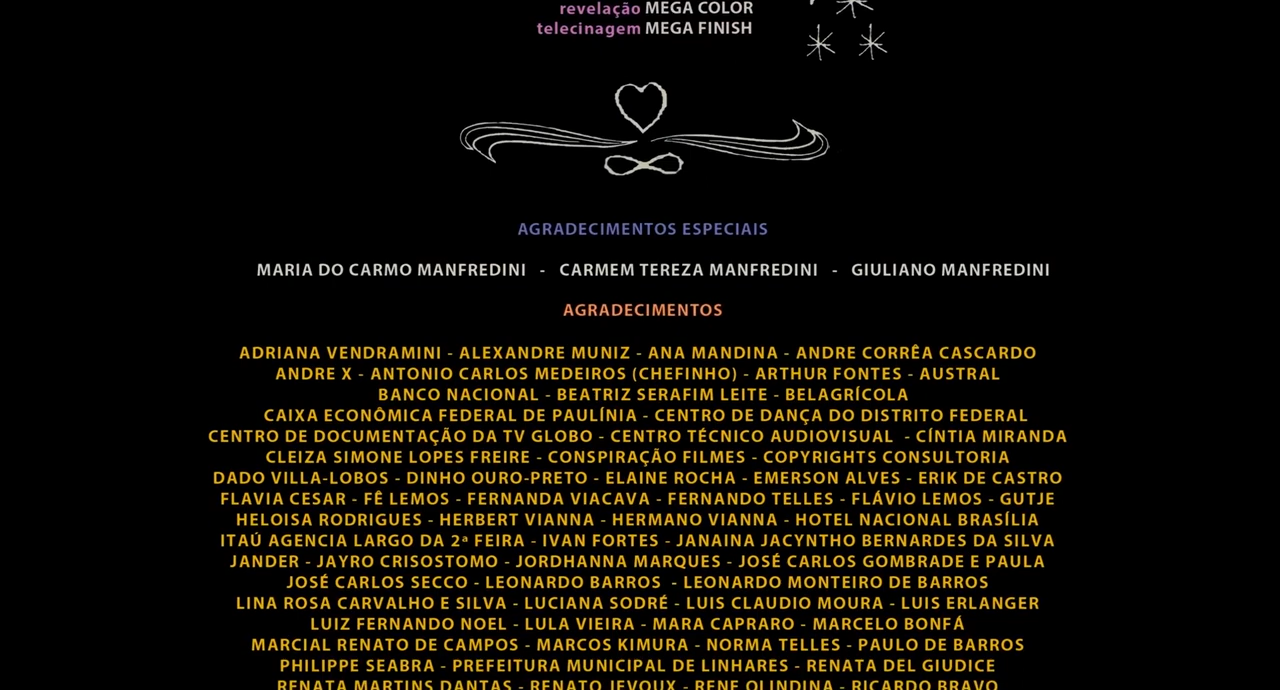 revelação MEGA COLOR
telecinagem MEGA FINISH
AGRADECIMENTOS ESPECIAIS
MARIA DO CARMO MANFREDINI - CARMEM TEREZA MANFREDINI - GIULIANO MANFREDINI
AGRADECIMENTOS
ADRIANA VENDRAMINI - ALEXANDRE MUNIZ - ANA MANDINA - ANDRE CORRÊA CASCARDO
ANDRE X - ANTONIO CARLOS MEDEIROS (CHEFINHO) - ARTHUR FONTES - AUSTRAL
BANCO NACIONAL - BEATRIZ SERAFIM LEITE - BELAGRÍCOLA
CAIXA ECONÔMICA FEDERAL DE PAULÍNIA - CENTRO DE DANÇA DO DISTRITO FEDERAL
CENTRO DE DOCUMENTAÇÃO DA TV GLOBO - CENTRO TÉCNICO AUDIOVISUAL - CÍNTIA MIRANDA
CLEIZA SIMONE LOPES FREIRE - CONSPIRAÇÃO FILMES - COPYRIGHTS CONSULTORIA
DADO VILLA-LOBOS - DINHO OURO-PRETO - ELAINE ROCHA - EMERSON ALVES - ERIK DE CASTRO
FLAVIA CESAR - FÊ LEMOS - FERNANDA VIACAVA - FERNANDO TELLES - FLÁVIO LEMOS - GUTJE
HELOISA RODRIGUES - HERBERT VIANNA - HERMANO VIANNA - HOTEL NACIONAL BRASÍLIA
ITAÚ AGENCIA LARGO DA 2ª FEIRA - IVAN FORTES - JANAINA JACYNTHO BERNARDES DA SILVA
JANDER - JAYRO CRISOSTOMO - JORDHANNA MARQUES - JOSÉ CARLOS GOMBRADE E PAULA
JOSÉ CARLOS SECCO - LEONARDO BARROS - LEONARDO MONTEIRO DE BARROS
LINA ROSA CARVALHO E SILVA - LUCIANA SODRÉ - LUIS CLAUDIO MOURA - LUIS ERLANGER
LUIZ FERNANDO NOEL - LULA VIEIRA - MARA CAPRARO - MARCELO BONFÁ
MARCIAL RENATO DE CAMPOS - MARCOS KIMURA - NORMA TELLES - PAULO DE BARROS
PHILIPPE SEABRA - PREFEITURA MUNICIPAL DE LINHARES - RENATA DEL GIUDICE
RENATA MARTINS DANTAS - RENATO JEVOUX - RENE OLINDINA - RICARDO BRAVO